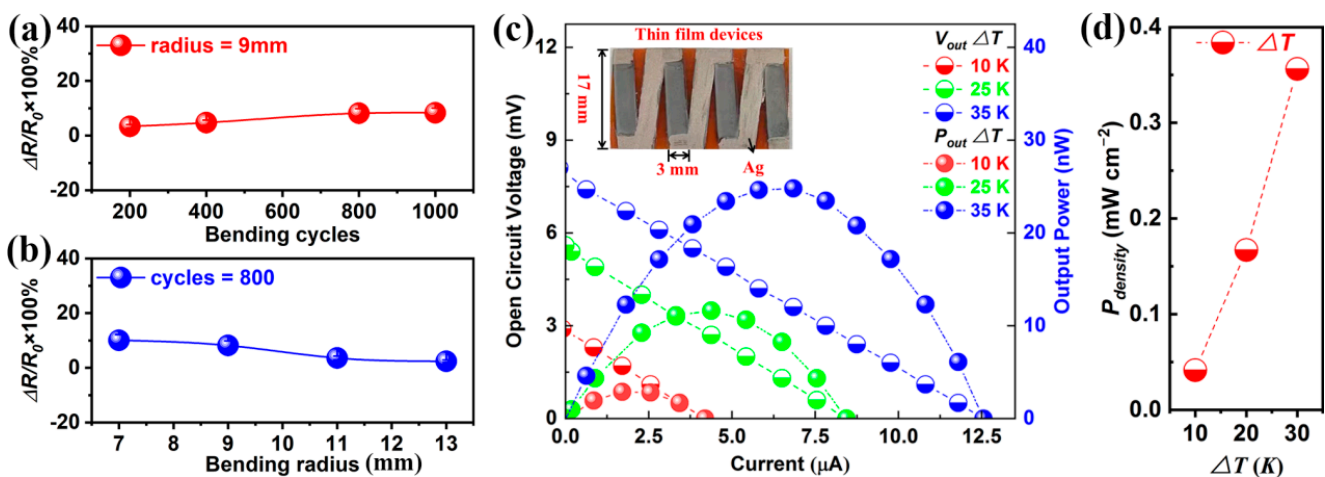 (a)
40
20
0
-20
ΔR/R0×100%
radius = 9mm
200 400 600 800 1000
Bending cycles
(b)
40
20
0
-20
ΔR/R0×100%
cycles = 800
7 8 9 10 11 12 13
Bending radius (mm)
(c)
12
9
6
3
0
Open Circuit Voltage (mV)
Thin film devices
17 mm
3 mm
Ag
Vout △T
10 K
25 K
35 K
Pout △T
10 K
25 K
35 K
40
30
20
10
0
Output Power (nW)
0.0 2.5 5.0 7.5 10.0 12.5
Current (μA)
(d)
0.4
0.3
0.2
0.1
0.0
Pdensity (mW cm−2)
△T
10 20 30
△T (K)